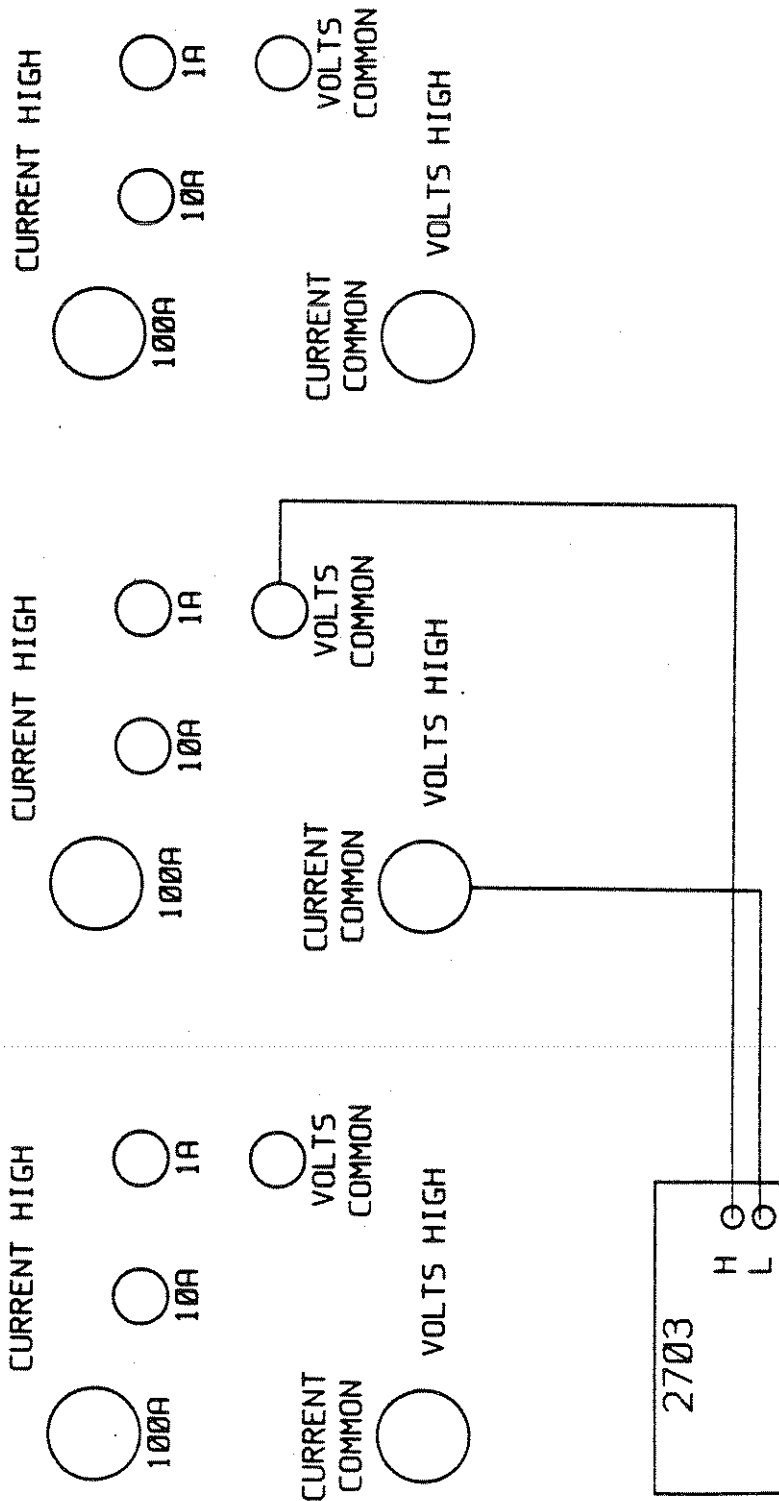 CURRENT HIGH
100A
10A
1A
CURRENT
COMMON
VOLTS
COMMON
VOLTS HIGH
CURRENT HIGH
100A
10A
1A
CURRENT
COMMON
VOLTS
COMMON
VOLTS HIGH
CURRENT HIGH
100A
10A
1A
CURRENT
COMMON
VOLTS
COMMON
VOLTS HIGH
2703
H
L